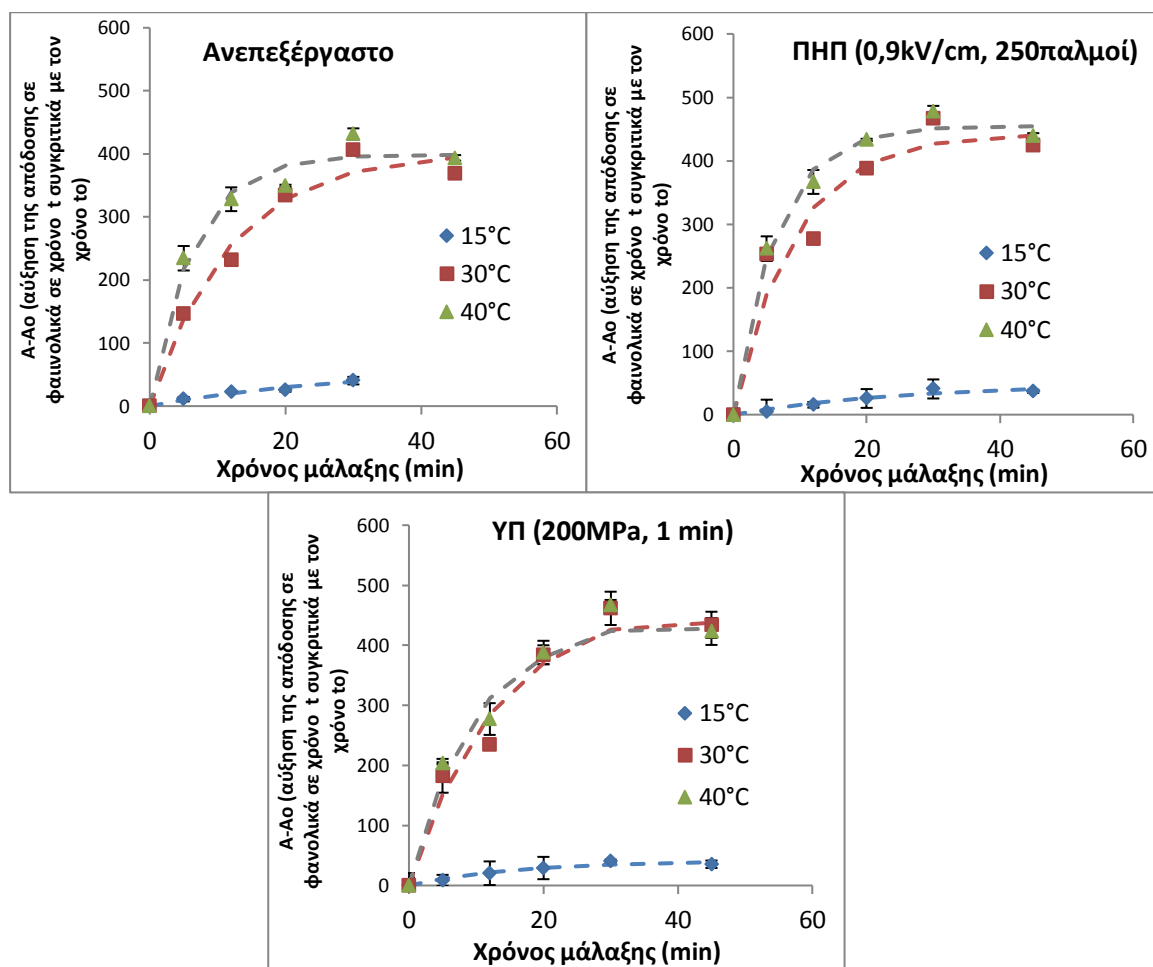 Ανεπεξέργαστο
Α-Αο (αύξηση της απόδοσης σε
φαιινολικά σε χρόνο t συγκριτικά με τον
χρόνο to)
600
500
400
300
200
100
0
15°C
30°C
40°C
0
20
40
60
Χρόνος μάλαξης (min)
ΠΗΠ (0,9kV/cm, 250παλμοί)
Α-Αο (αύξηση της απόδοσης σε
φαινολικά σε χρόνο t συγκριτικά με τον
χρόνο to)
600
500
400
300
200
100
0
15°C
30°C
40°C
0
20
40
60
Χρόνος μάλαξης (min)
ΥΠ (200MPa, 1 min)
Α-Αο (αύξηση της απόδοσης σε
φανολικά σε χρόνο t συγκριτικά με τον
χρόνο to)
600
500
400
300
200
100
0
15°C
30°C
40°C
0
20
40
60
Χρόνος μάλαξης (min)